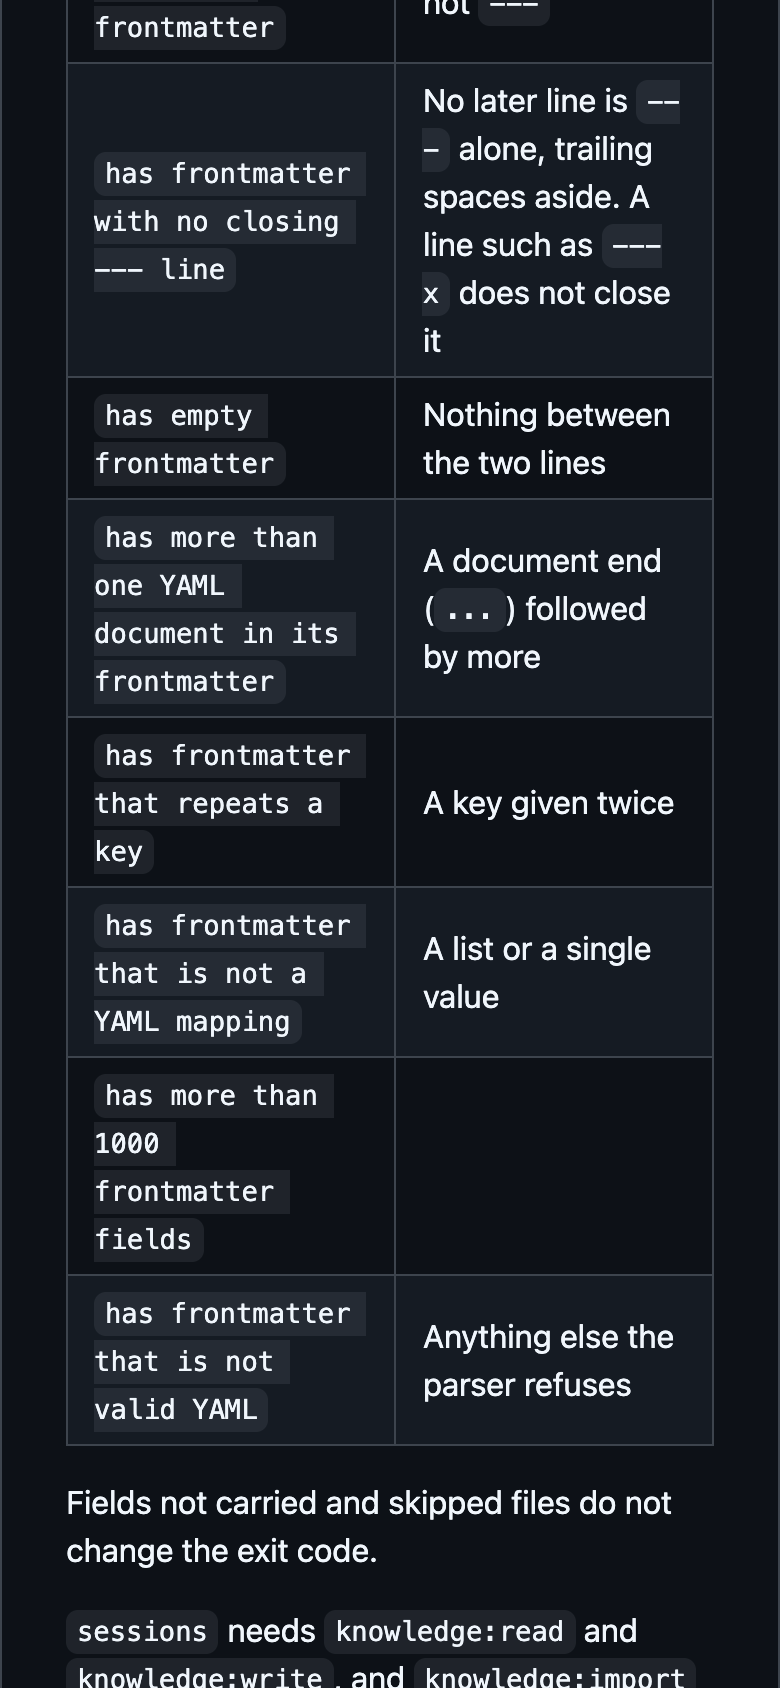 frontmatter
not ---
has frontmatter
with no closing
--- line
No later line is --
- alone, trailing
spaces aside. A
line such as ---
x does not close
it
has empty
frontmatter
Nothing between
the two lines
has more than
one YAML
document in its
frontmatter
A document end
(...) followed
by more
has frontmatter
that repeats a
key
A key given twice
has frontmatter
that is not a
YAML mapping
A list or a single
value
has more than
1000
frontmatter
fields
has frontmatter
that is not
valid YAML
Anything else the
parser refuses
Fields not carried and skipped files do not
change the exit code.
sessions needs knowledge:read and
knowledge:write, and knowledge:import